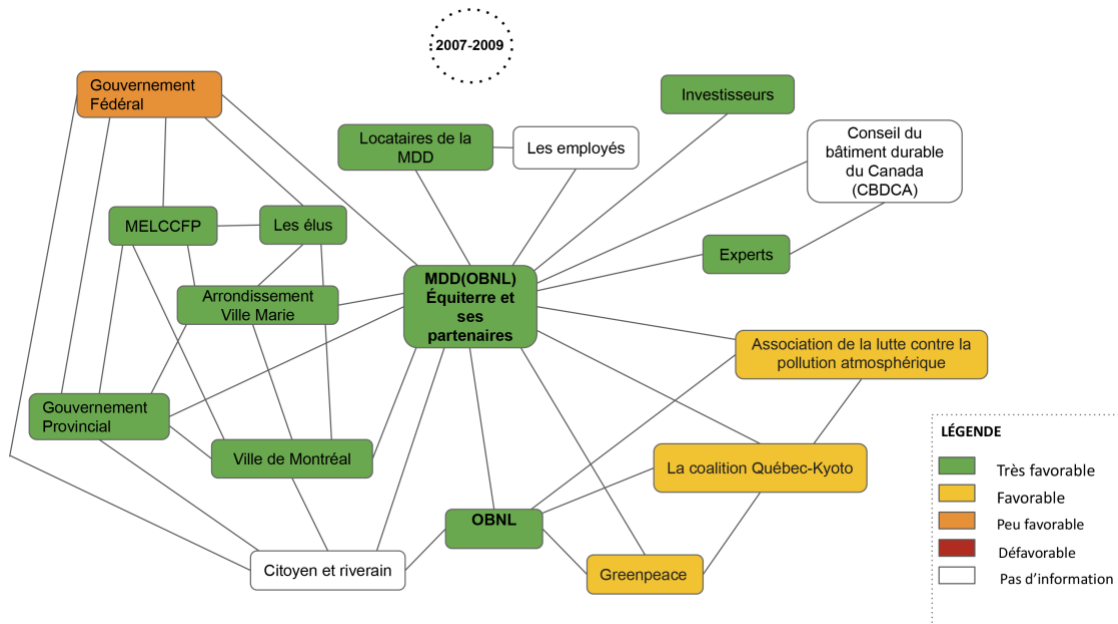 2007-2009
Gouvernement
Fédéral
Investisseurs
Locataires de la
MDD
Les employés
Conseil du
bâtiment durable
du Canada
(CBDCA)
MELCCFP
Les élus
Experts
MDD(OBNL)
Équiterre et
ses
partenaires
Arrondissement
Ville Marie
Association de la lutte contre la
pollution atmosphérique
Gouvernement
Provincial
Ville de Montréal
La coalition Québec-Kyoto
OBNL
Citoyen et riverain
Greenpeace
LÉGENDE
Très favorable
Favorable
Peu favorable
Défavorable
Pas d'information